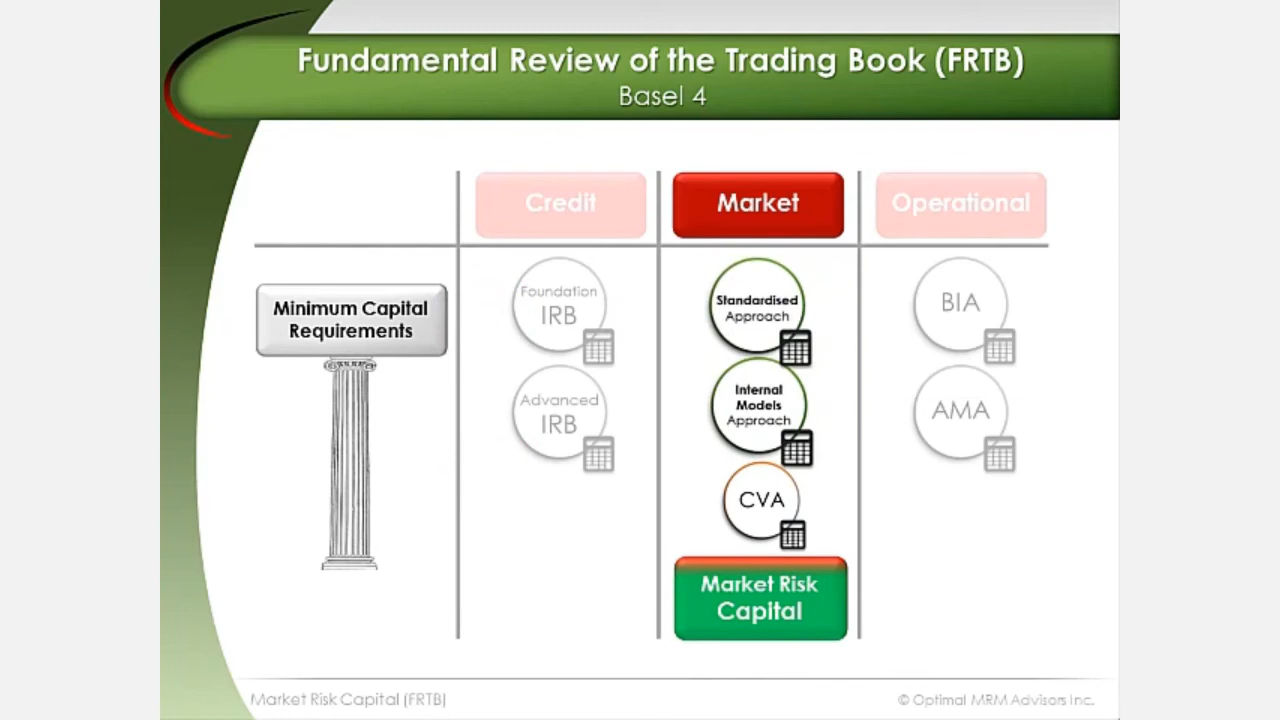 Fundamental Review of the Trading Book (FRTB)
Basel 4
Credit
Market
Operational
Minimum Capital
Requirements
Foundation
IRB
Advanced
IRB
Standardised
Approach
Internal
Models
Approach
CVA
Market Risk
Capital
BIA
AMA
Market Risk Capital (FRTB)
© Optimal MRM Advisors Inc.